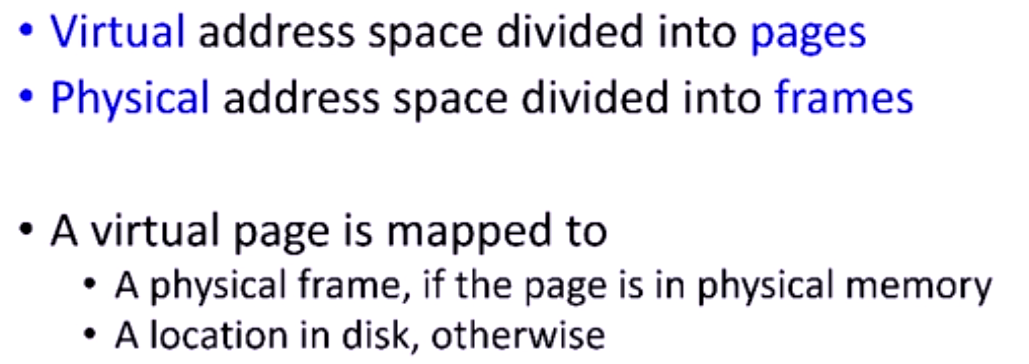 • Virtual address space divided into pages
• Physical address space divided into frames
• A virtual page is mapped to
• A physical frame, if the page is in physical memory
• A location in disk, otherwise